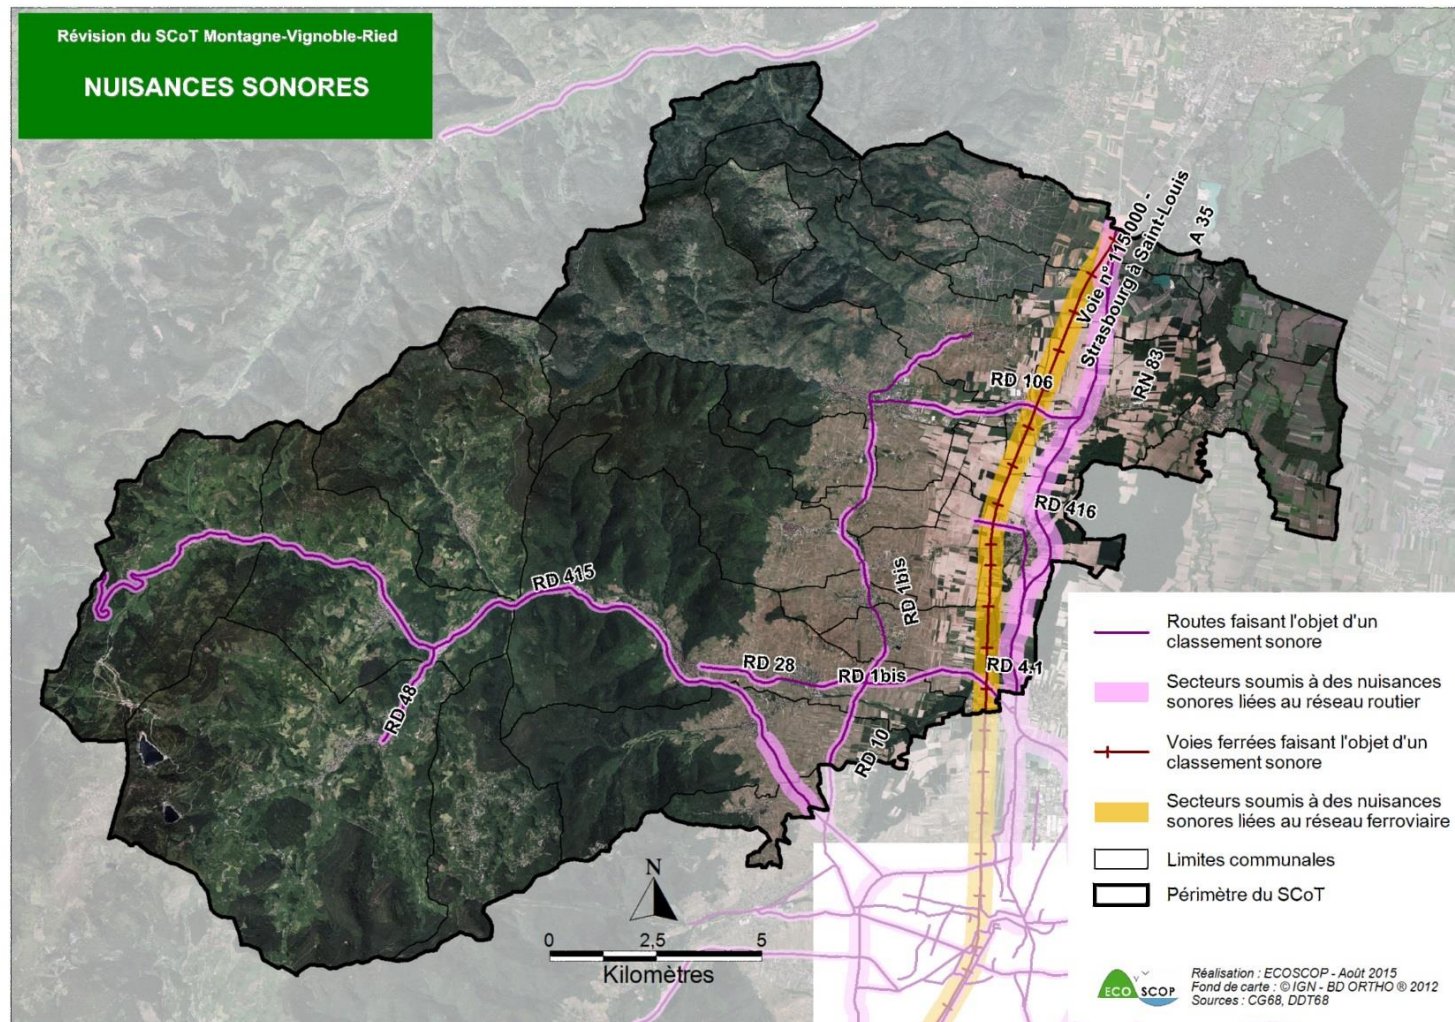 Révision du SCoT Montagne-Vignoble-Ried
NUISANCES SONORES
Voie n° 115 000 -
Strasbourg à Saint-Louis
A 35
RD 106
RN 83
RD 416
RD 415
RD 1bis
RD 28
RD 1bis
RD 4.1
RD 48
RD 10
N
0 2,5 5
Kilomètres
Routes faisant l'objet d'un
classement sonore
Secteurs soumis à des nuisances
sonores liées au réseau routier
Voies ferrées faisant l'objet d'un
classement sonore
Secteurs soumis à des nuisances
sonores liées au réseau ferroviaire
Limites communales
Périmètre du SCoT
ECO SCOP
Réalisation : ECOSCOP - Août 2015
Fond de carte : © IGN - BD ORTHO ® 2012
Sources : CG68, DDT68